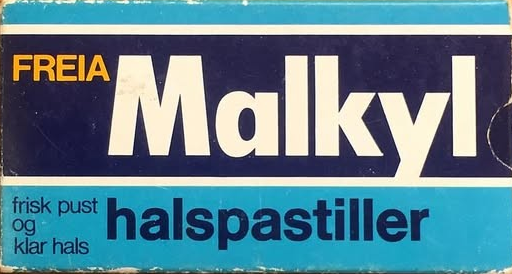 FREIA Malkyl
frisk pust
og
klar hals
halspastiller